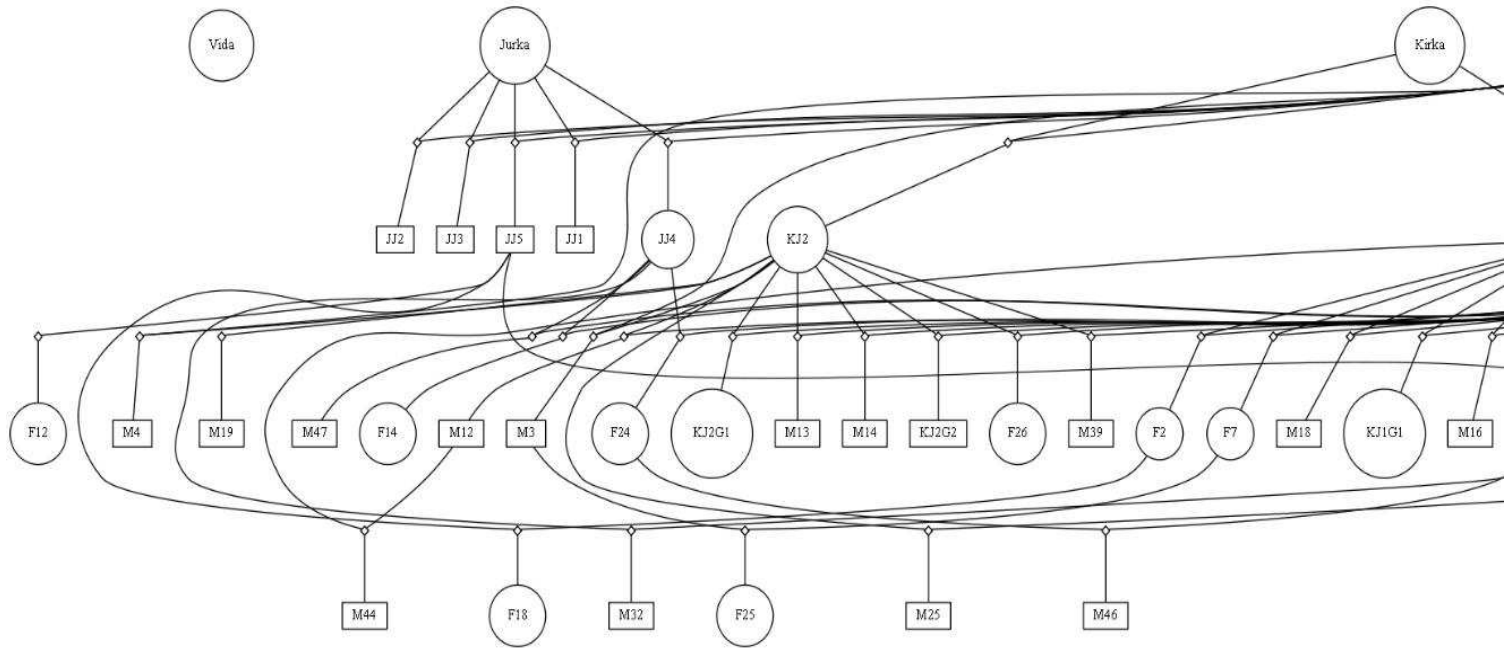 Vida Jurka Kirka
JJ2 JJ3 JJ5 JJ1 JJ4 KJ2
F12 M4 M19 M47 F14 M12 M3 F24 KJ2G1 M13 M14 KJ2G2 F26 M39 F2 F7 M18 KJ1G1 M16
M44 F18 M32 F25 M25 M46